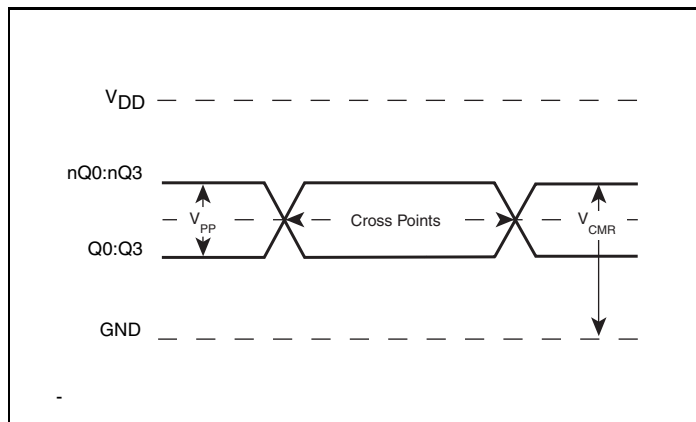 VDD
nQ0:nQ3
VPP
Cross Points
VCMR
Q0:Q3
GND
-